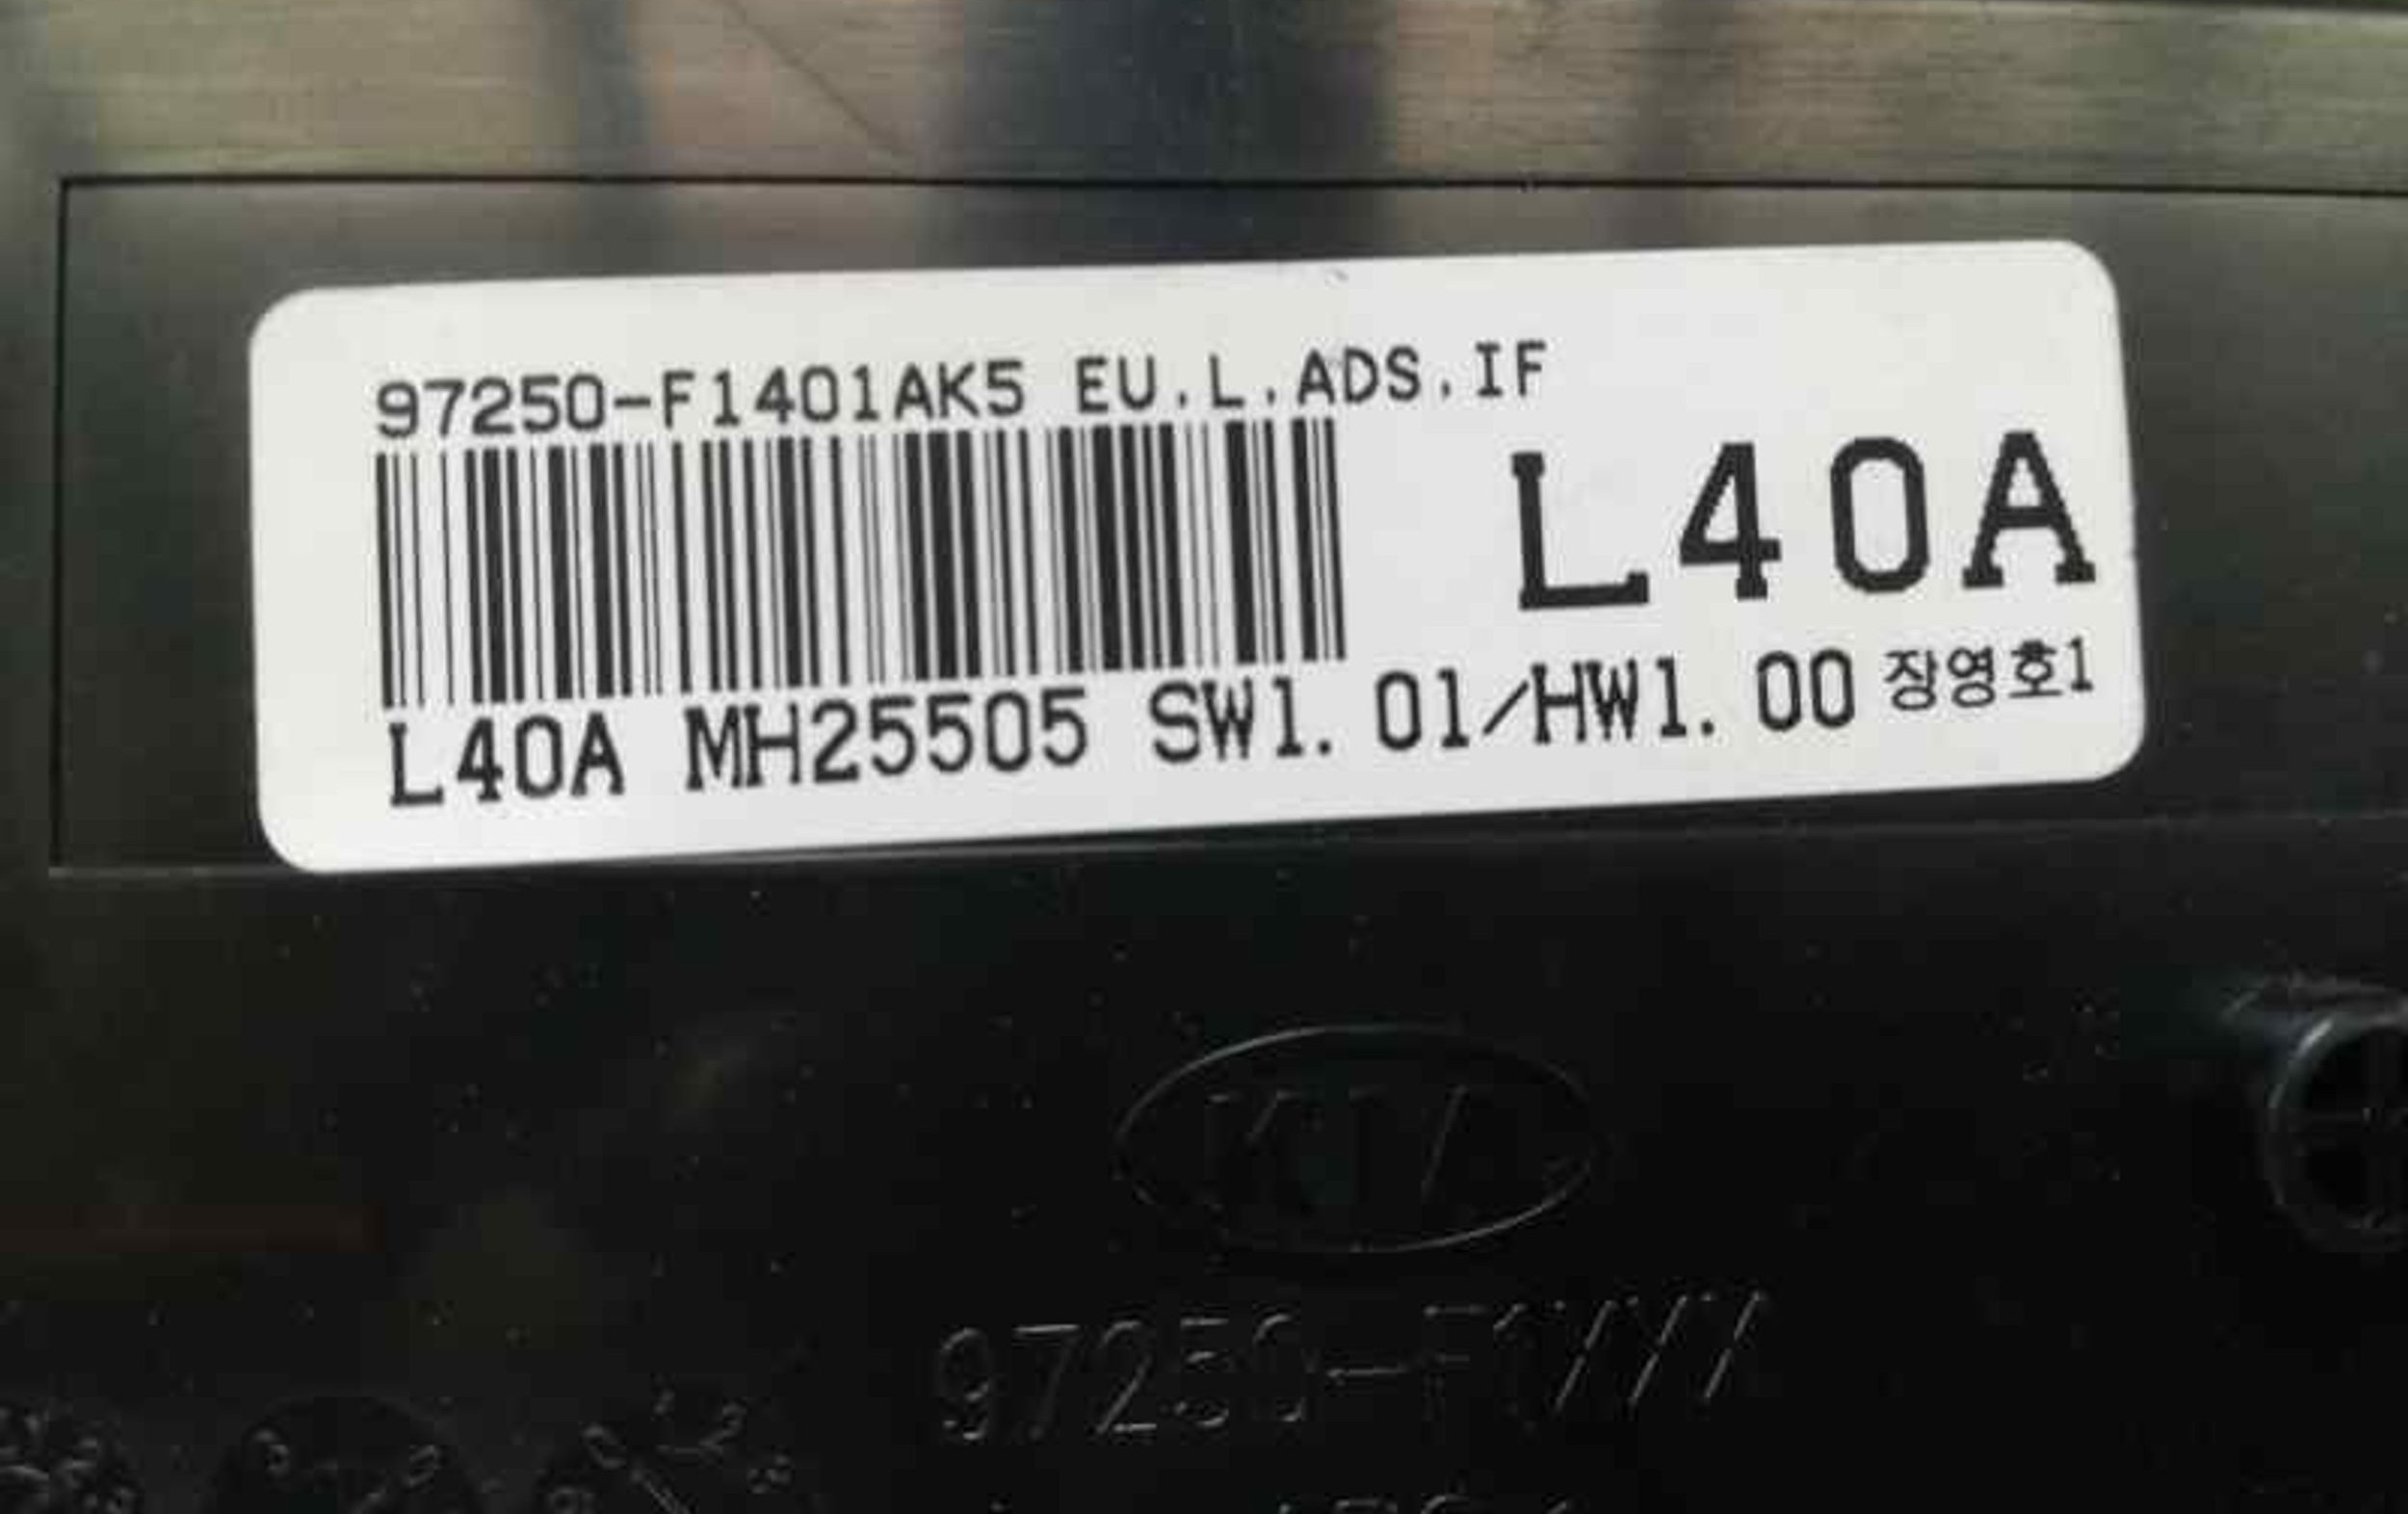 97250-F1401AK5 EU.L.ADS.IF
L40A
L40A MH25505 SW1. 01/HW1. 00 장영호1
KIA